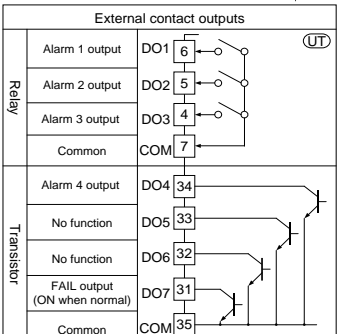 External contact outputs
UT
Relay
Alarm 1 output DO1 6
Alarm 2 output DO2 5
Alarm 3 output DO3 4
Common COM 7
Transistor
Alarm 4 output DO4 34
No function DO5 33
No function DO6 32
FAIL output
(ON when normal) DO7 31
Common COM 35